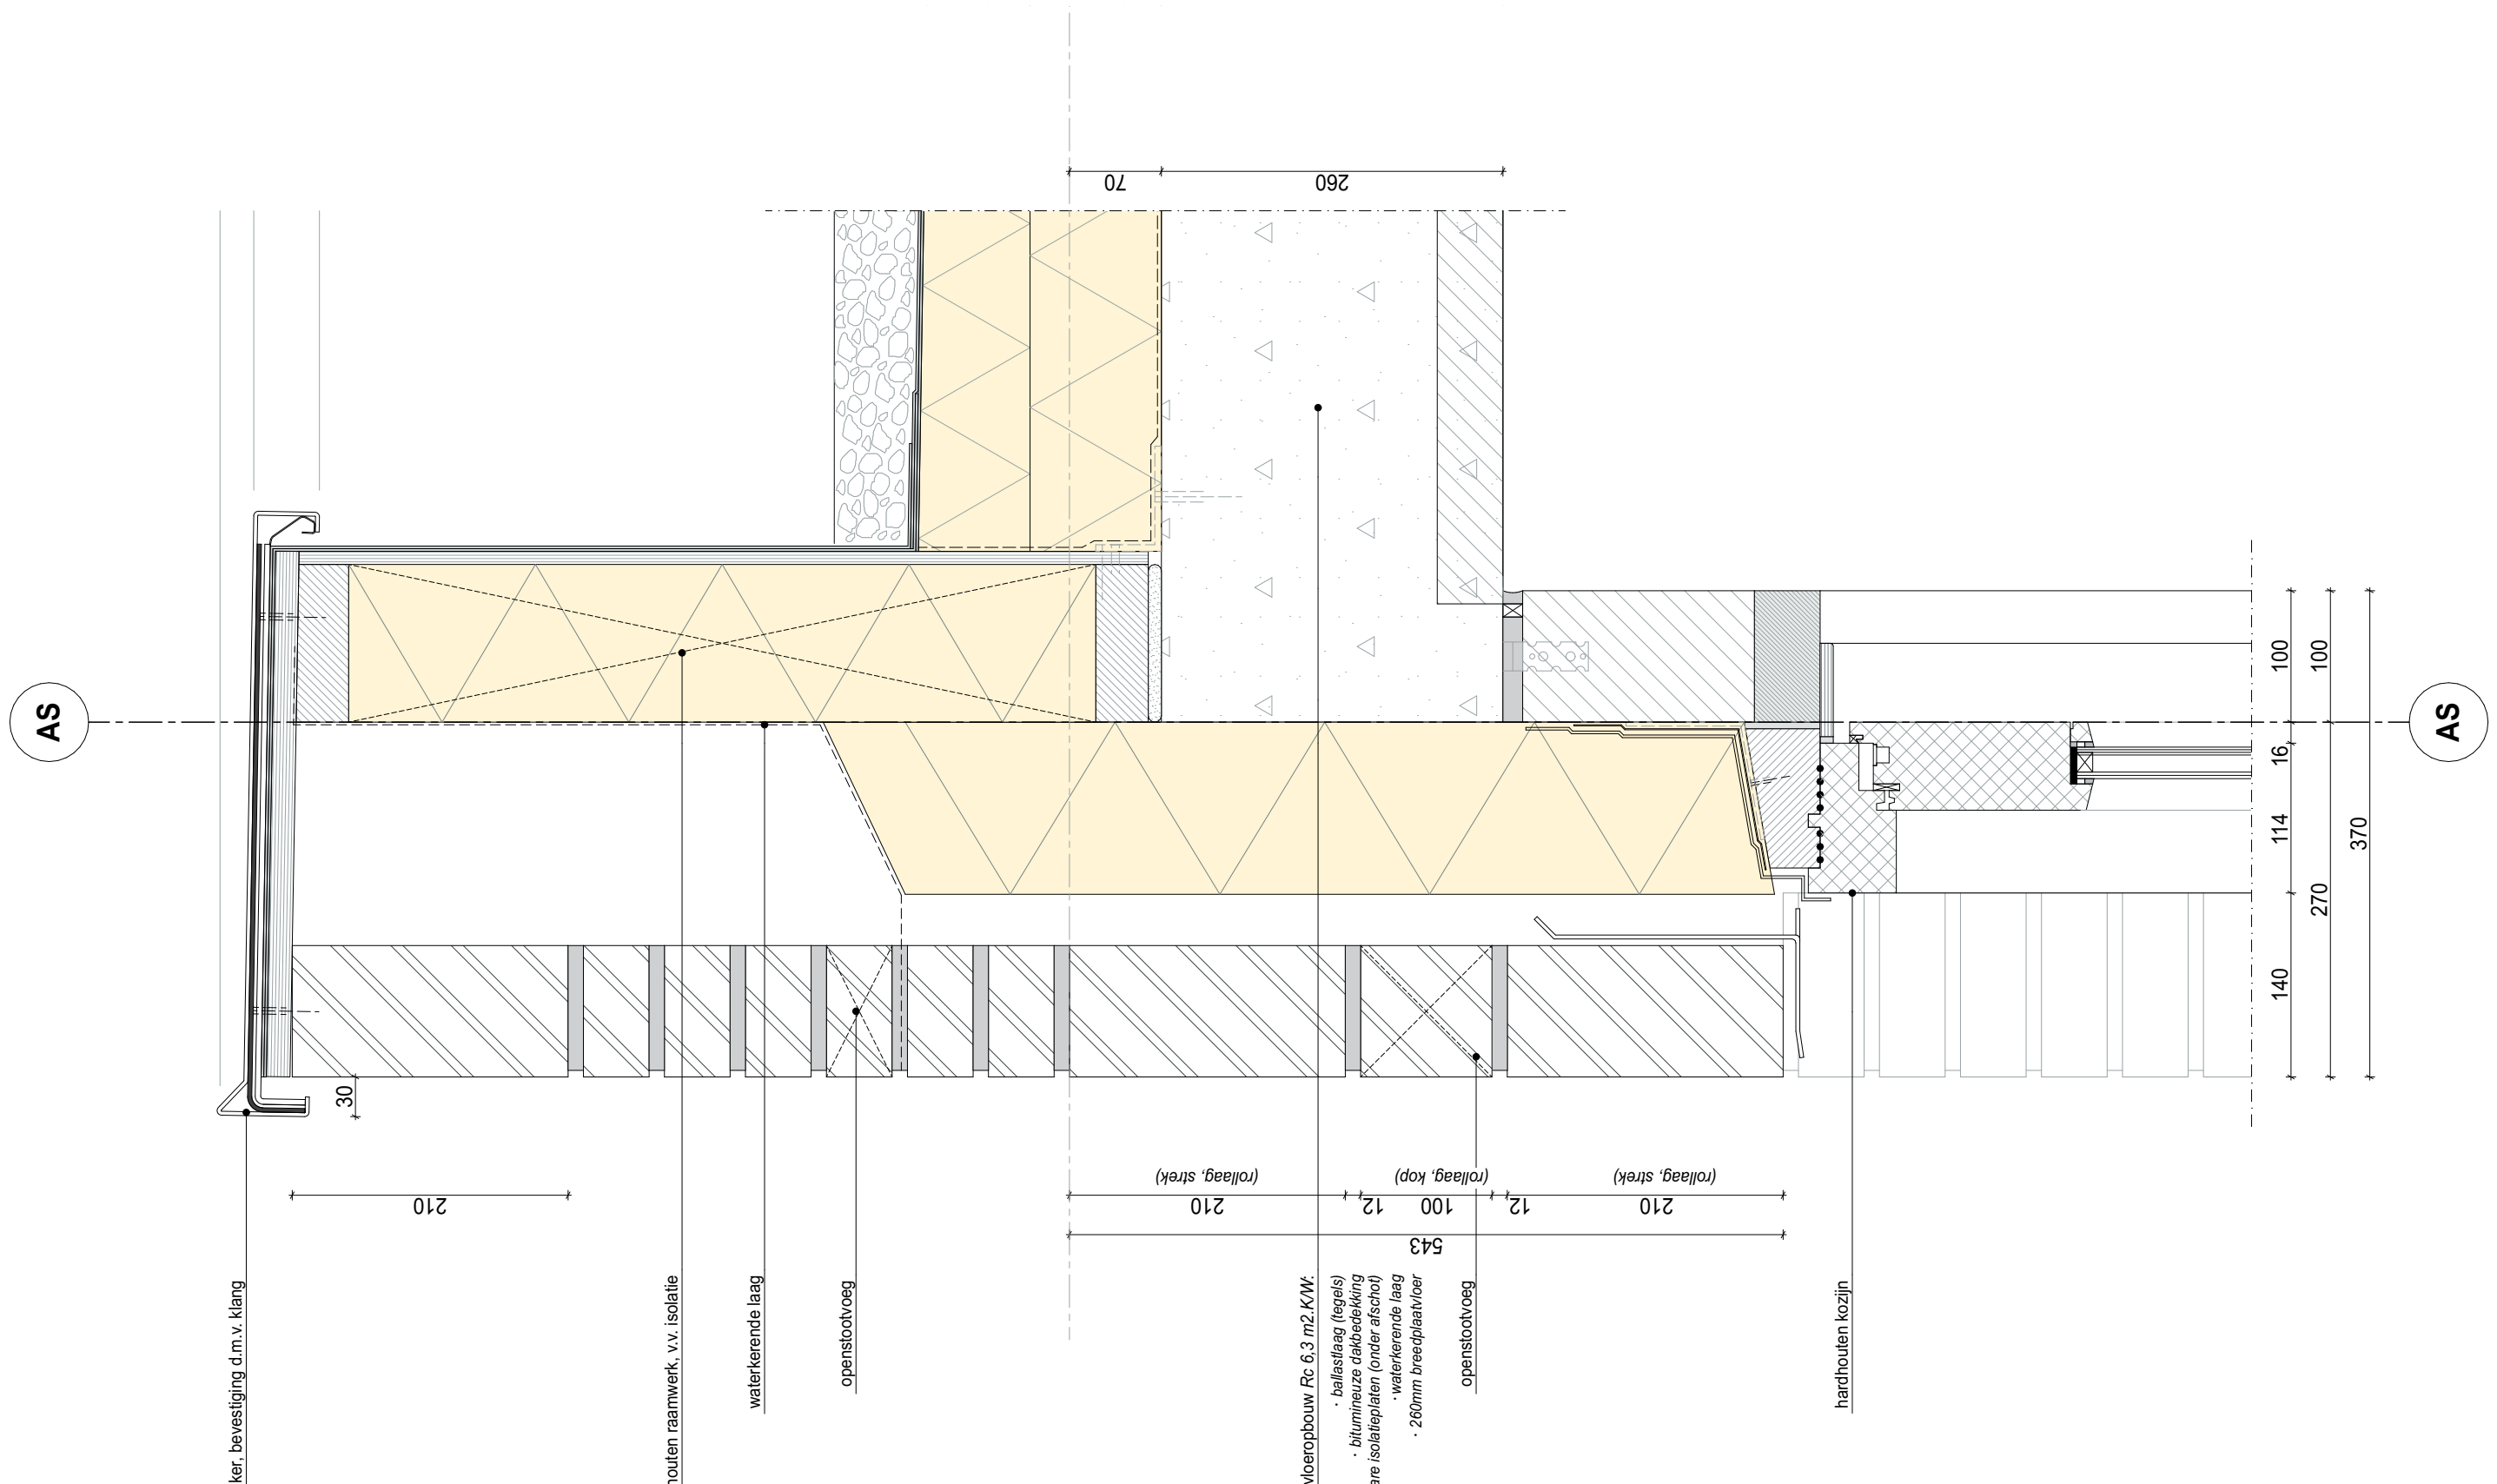 AS
AS
70
260
100
16
114
140
100
270
370
30
210
(rollaag, strek)
(rollaag, kop)
(rollaag, strek)
210
12
100
12
210
543
ker, bevestiging d.m.v. klang
houten raamwerk, v.v. isolatie
waterkerende laag
openstootvoeg
vloeropbouw Rc 6,3 m2.K/W:
· ballastlaag (tegels)
· bitumineuze dakbedekking
are isolatieplaten (onder afschot)
· waterkerende laag
· 260mm breedplaatvloer
openstootvoeg
hardhouten kozijn